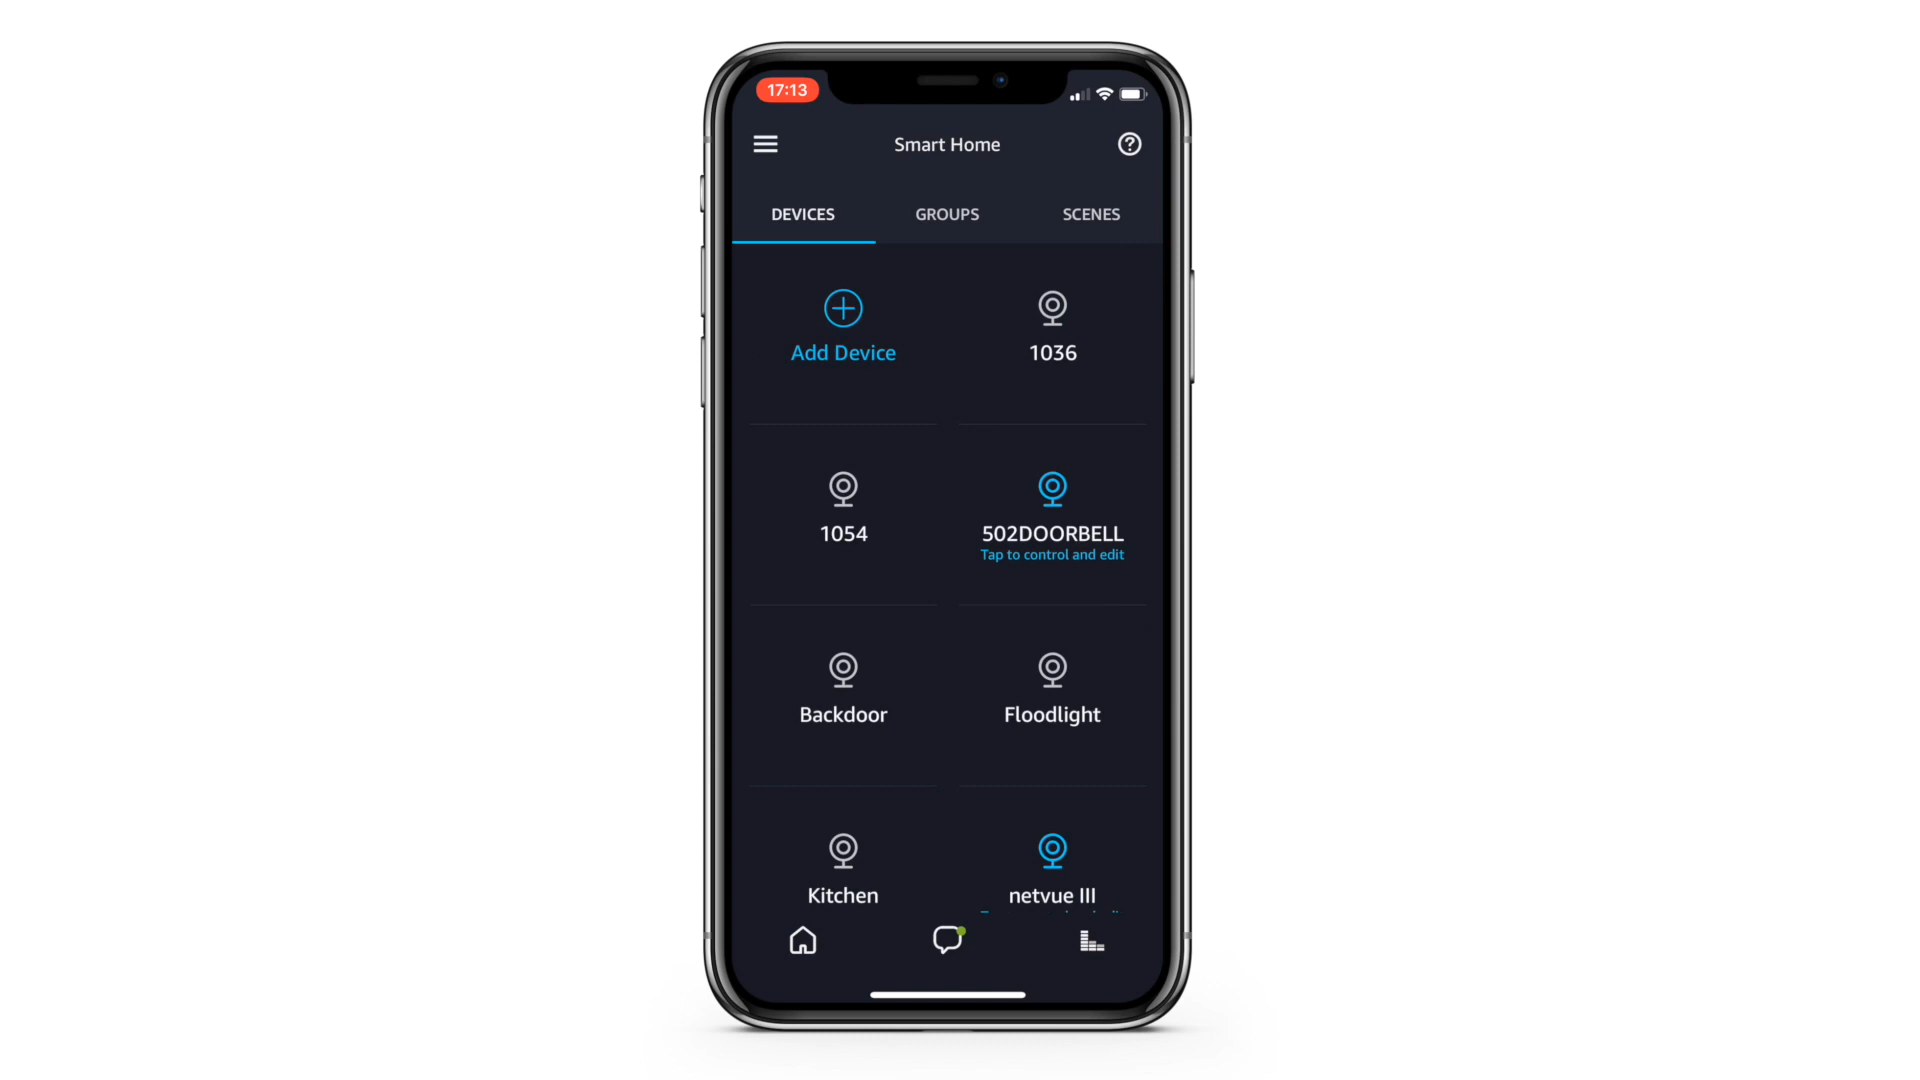 17:13
Smart Home
DEVICES GROUPS SCENES
Add Device 1036
1054 502DOORBELL
Tap to control and edit
Backdoor Floodlight
Kitchen netvue III